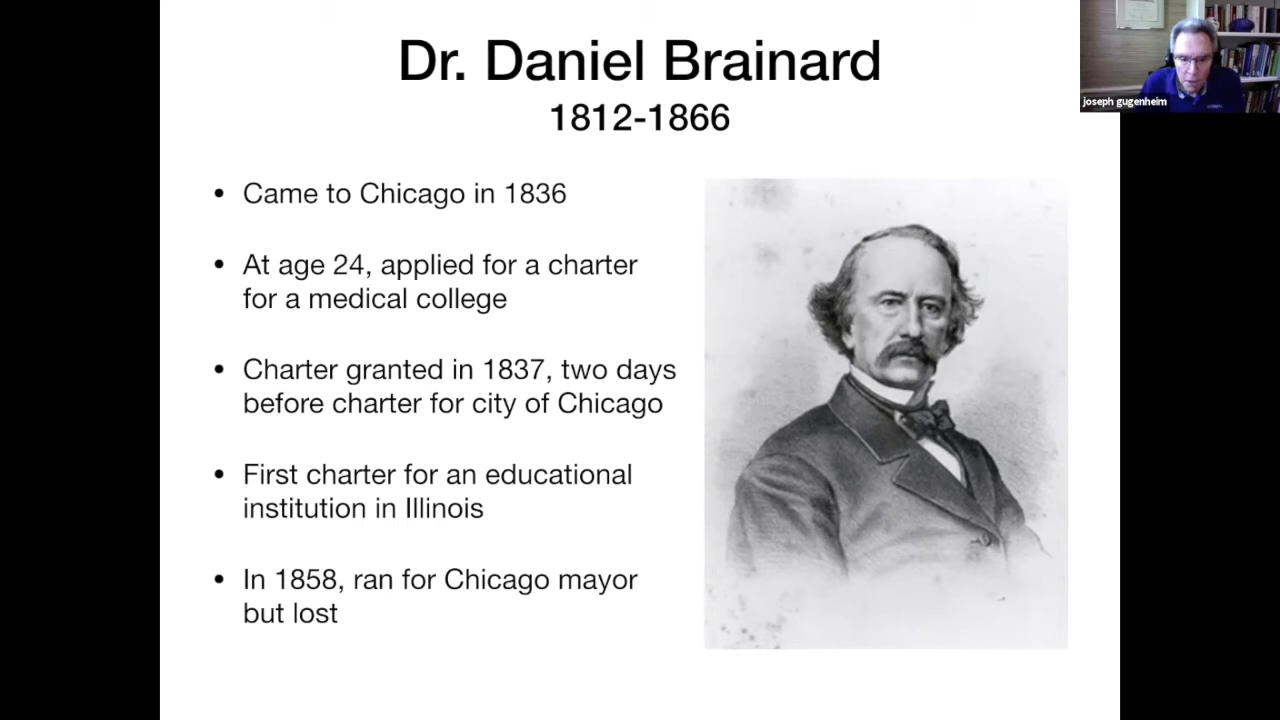 Dr. Daniel Brainard
1812-1866
joseph gugenheim
• Came to Chicago in 1836
• At age 24, applied for a charter
for a medical college
• Charter granted in 1837, two days
before charter for city of Chicago
• First charter for an educational
institution in Illinois
• In 1858, ran for Chicago mayor
but lost